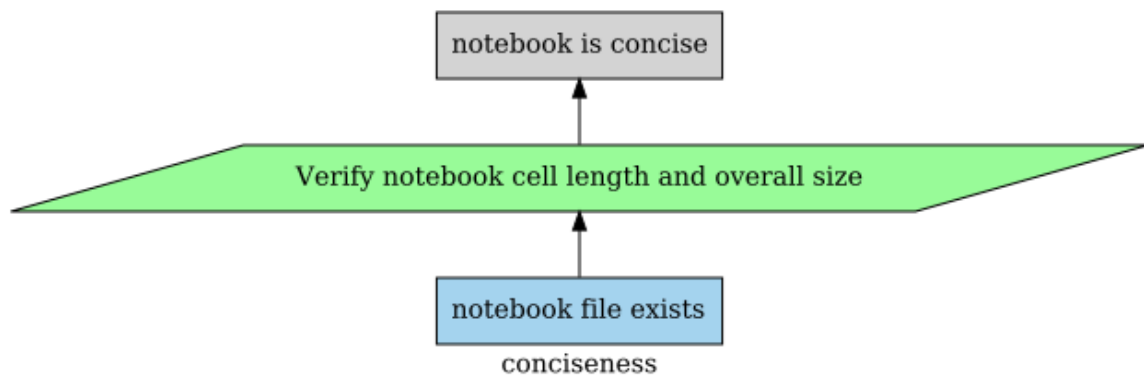 notebook is concise
Verify notebook cell length and overall size
notebook file exists
conciseness